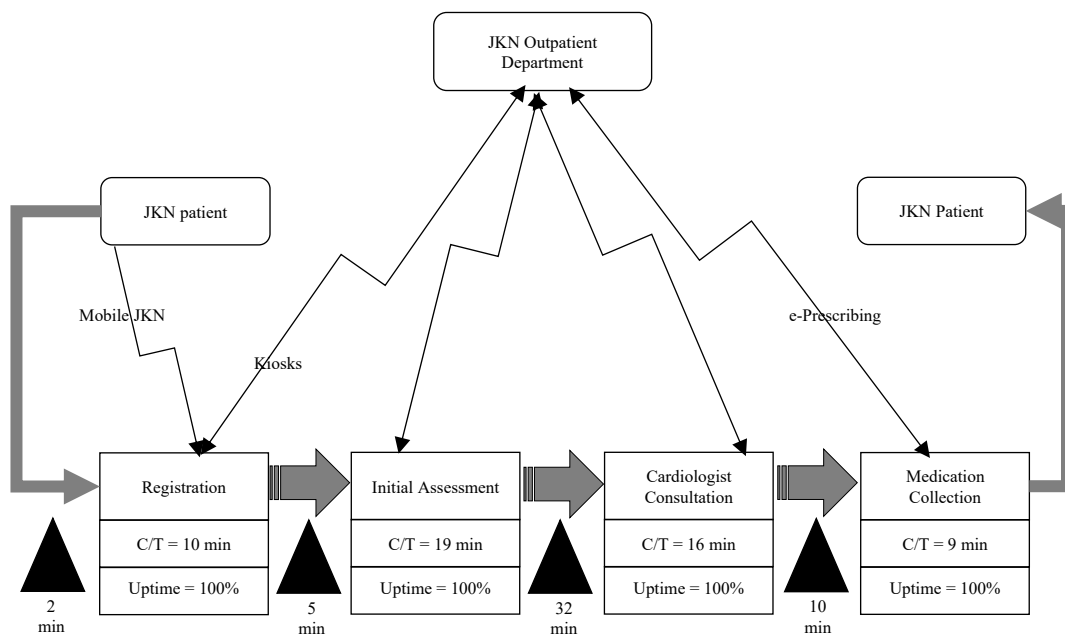 JKN Outpatient
Department
JKN patient
JKN Patient
Mobile JKN
Kiosks
e-Prescribing
Registration
Initial Assessment
Cardiologist
Consultation
Medication
Collection
C/T = 10 min
C/T = 19 min
C/T = 16 min
C/T = 9 min
Uptime = 100%
Uptime = 100%
Uptime = 100%
Uptime = 100%
2
min
5
min
32
min
10
min